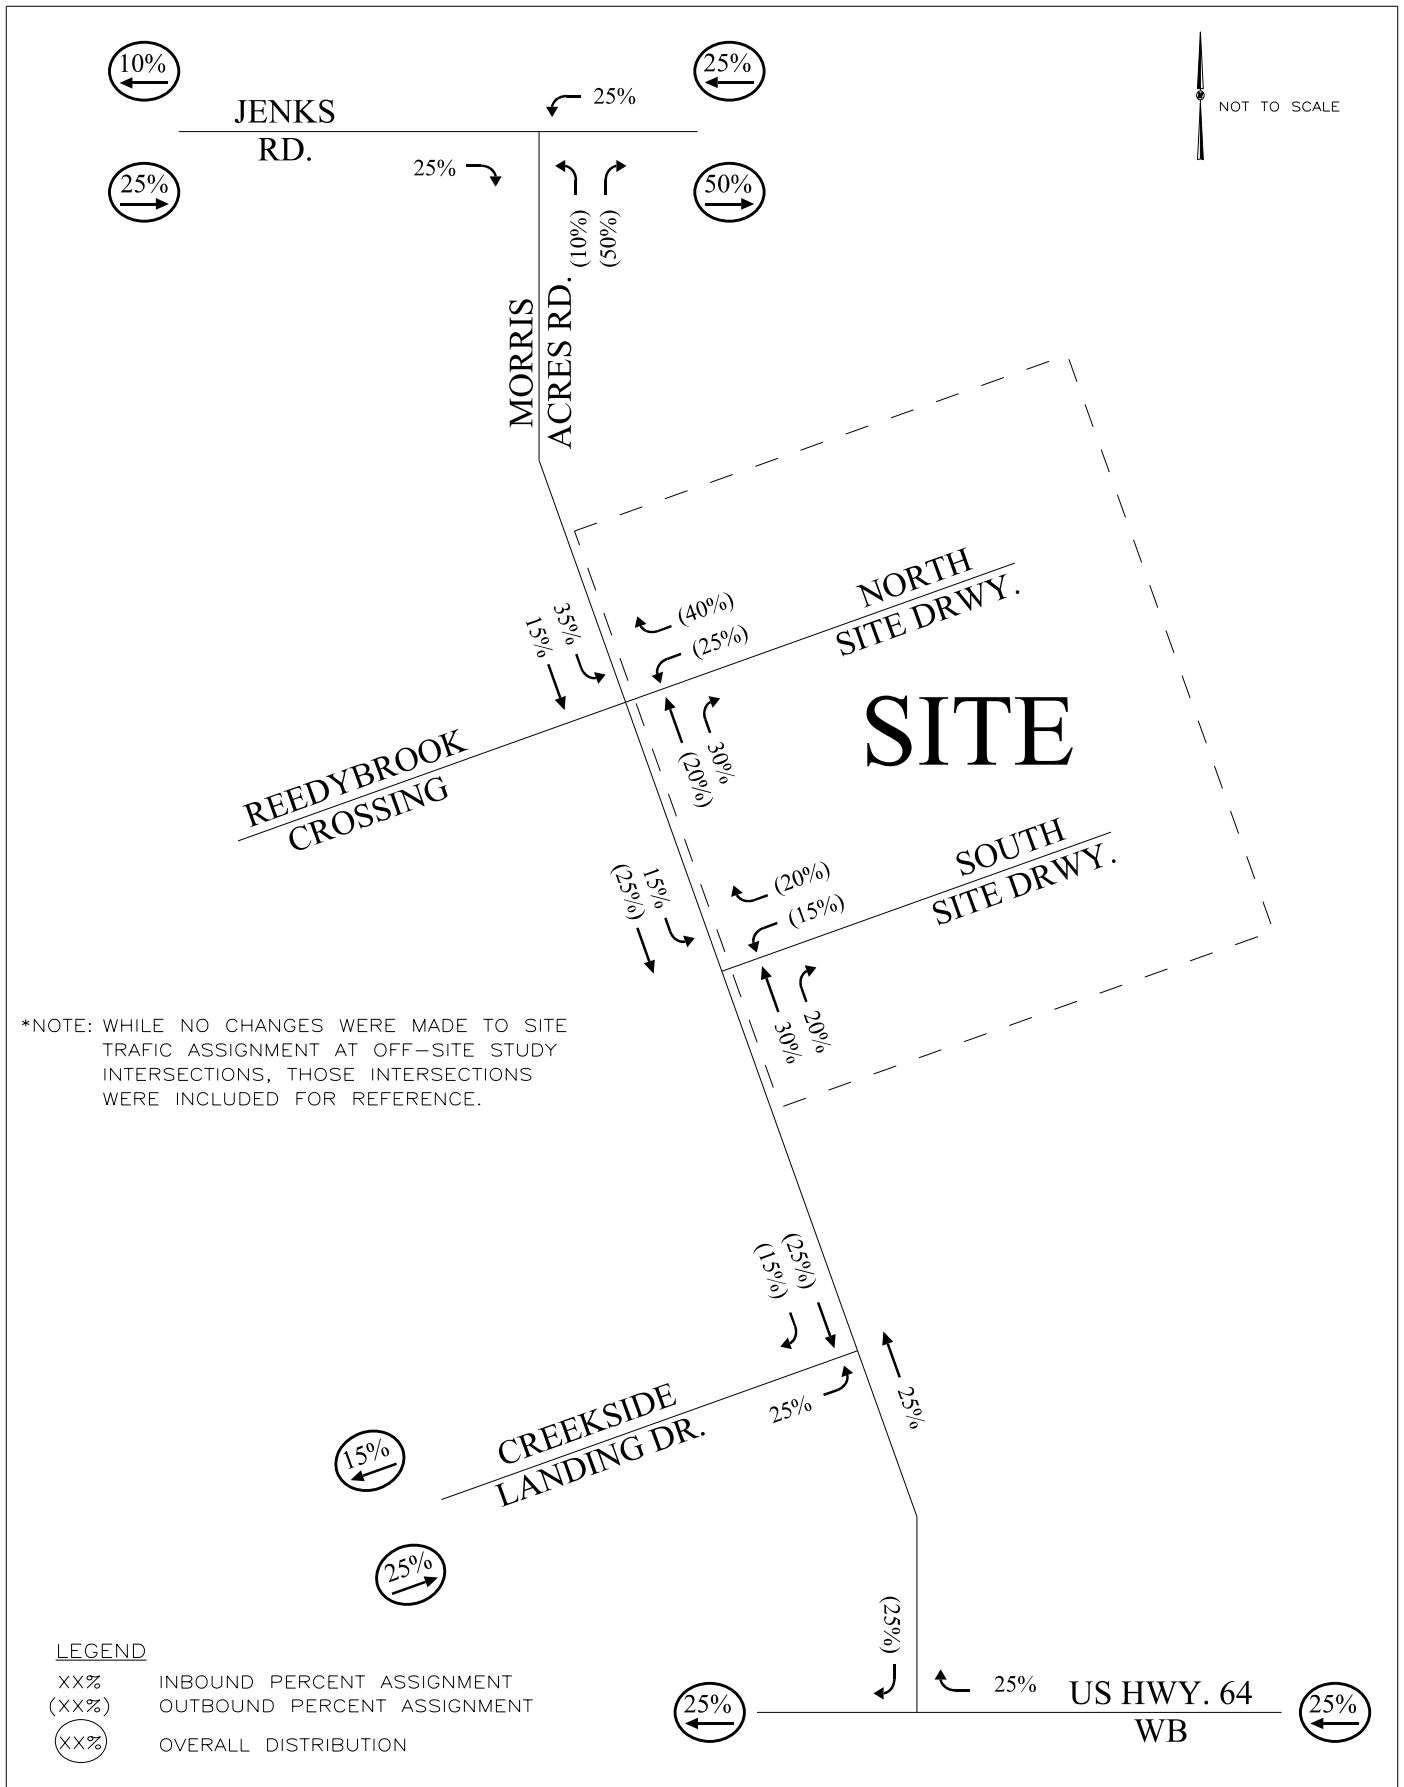 10%
25%
JENKS
RD.
25%
NOT TO SCALE
25%
25%
50%
(10%)
(50%)
MORRIS
ACRES RD.
NORTH
SITE DRWY.
35%
15%
(40%)
(25%)
SITE
30%
(20%)
REEDYBROOK
CROSSING
SOUTH
SITE DRWY.
15%
(25%)
(20%)
(15%)
20%
30%
*NOTE: WHILE NO CHANGES WERE MADE TO SITE
TRAFIC ASSIGNMENT AT OFF-SITE STUDY
INTERSECTIONS, THOSE INTERSECTIONS
WERE INCLUDED FOR REFERENCE.
(25%)
(15%)
25%
25%
CREEKSIDE
LANDING DR.
15%
25%
(25%)
25%
25%
US HWY. 64
WB
25%
LEGEND
XX% INBOUND PERCENT ASSIGNMENT
(XX%) OUTBOUND PERCENT ASSIGNMENT
XX% OVERALL DISTRIBUTION